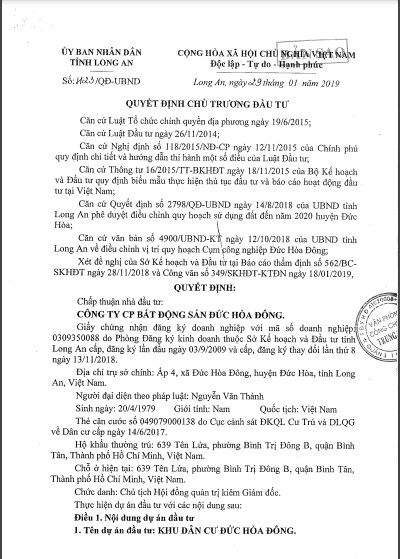 ỦY BAN NHÂN DÂN
TỈNH LONG AN
Số: /QĐ-UBND
CỘNG HÒA XÃ HỘI CHỦ NGHĨA VIỆT NAM
Độc lập - Tự do - Hạnh phúc
Long An, ngày 29 tháng 01 năm 2019
QUYẾT ĐỊNH CHỦ TRƯƠNG ĐẦU TƯ
Căn cứ Luật Tổ chức chính quyền địa phương ngày 19/6/2015;
Căn cứ Luật Đầu tư ngày 26/11/2014;
Căn cứ Nghị định số 118/2015/NĐ-CP ngày 12/11/2015 của Chính phủ
quy định chi tiết và hướng dẫn thi hành một số điều của Luật Đầu tư;
Căn cứ Thông tư 16/2015/TT-BKHĐT ngày 18/11/2015 của Bộ Kế hoạch
và Đầu tư quy định biểu mẫu thực hiện thủ tục đầu tư và báo cáo hoạt động đầu
tư tại Việt Nam;
Căn cứ Quyết định số 2798/QĐ-UBND ngày 14/8/2018 của UBND tỉnh
Long An phê duyệt điều chỉnh quy hoạch sử dụng đất đến năm 2020 huyện Đức
Hòa;
Căn cứ văn bản số 4900/UBND-KT ngày 12/10/2018 của UBND tỉnh
Long An về điều chỉnh vị trí quy hoạch Cụm công nghiệp Đức Hòa Đông;
Xét đề nghị của Sở Kế hoạch và Đầu tư tại Báo cáo thẩm định số 562/BC-
SKHĐT ngày 28/11/2018 và Công văn số 349/SKHĐT-KTĐN ngày 18/01/2019,
QUYẾT ĐỊNH:
Chấp thuận nhà đầu tư:
CÔNG TY CP BẤT ĐỘNG SẢN ĐỨC HÒA ĐÔNG.
Giấy chứng nhận đăng ký doanh nghiệp với mã số doanh nghiệp:
0309350088 do Phòng Đăng ký kinh doanh thuộc Sở Kế hoạch và Đầu tư tỉnh
Long An cấp, đăng ký lần đầu ngày 03/9/2009 và cấp, đăng ký thay đổi lần thứ 8
ngày 13/11/2018.
Địa chỉ trụ sở chính: Ấp 4, xã Đức Hòa Đông, huyện Đức Hòa, tỉnh Long
An, Việt Nam.
Người đại diện theo pháp luật: Nguyễn Văn Thành
Sinh ngày: 20/4/1979 Giới tính: Nam Quốc tịch: Việt Nam
Thẻ căn cước số 049079000138 do Cục cảnh sát ĐKQL Cư Trú và DLQG
về Dân cư cấp ngày 14/6/2017.
Hộ khẩu thường trú: 639 Tên Lửa, phường Bình Trị Đông B, quận Bình
Tân, Thành phố Hồ Chí Minh, Việt Nam.
Chỗ ở hiện tại: 639 Tên Lửa, phường Bình Trị Đông B, quận Bình Tân,
Thành phố Hồ Chí Minh, Việt Nam.
Chức danh: Chủ tịch Hội đồng quản trị kiêm Giám đốc.
Thực hiện dự án đầu tư với các nội dung sau:
Điều 1. Nội dung dự án đầu tư
1. Tên dự án đầu tư: KHU DÂN CƯ ĐỨC HÒA ĐÔNG.
VĂN PHÒNG
CÔNG CHỨNG